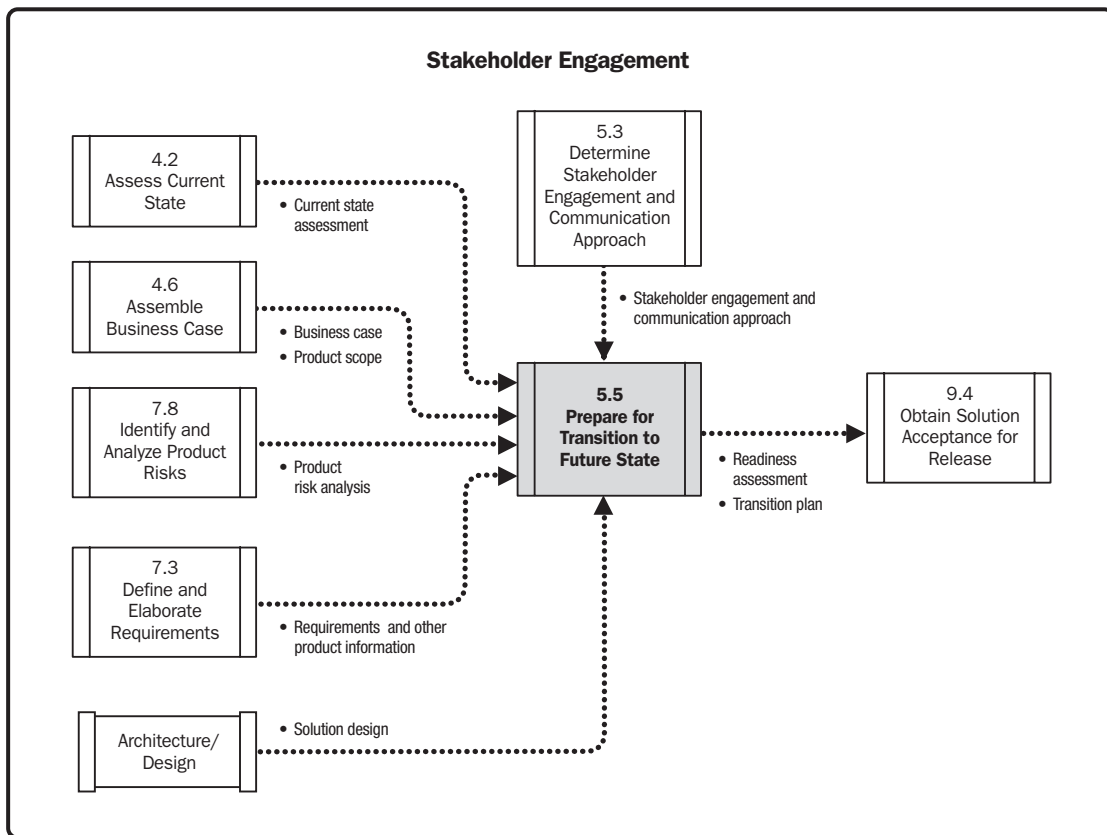 Stakeholder Engagement
4.2
Assess Current
State
• Current state
assessment
5.3
Determine
Stakeholder
Engagement and
Communication
Approach
• Stakeholder engagement and
communication approach
4.6
Assemble
Business Case
• Business case
• Product scope
7.8
Identify and
Analyze Product
Risks
• Product
risk analysis
5.5
Prepare for
Transition to
Future State
• Readiness
assessment
• Transition plan
9.4
Obtain Solution
Acceptance for
Release
7.3
Define and
Elaborate
Requirements
• Requirements and other
product information
Architecture/
Design
• Solution design